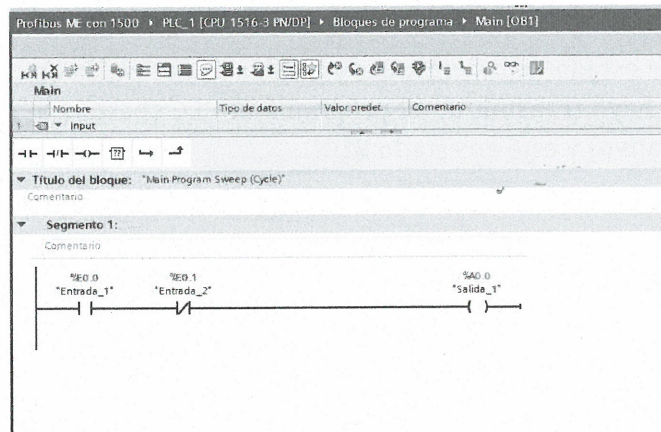 Profibus ME con 1500 ▸ PLC_1 [CPU 1516-3 PN/DP] ▸ Bloques de programa ▸ Main [OB1]
Main
Nombre Tipo de datos Valor predet. Comentario
1 Input
Título del bloque: "Main Program Sweep (Cycle)"
Comentario
Segmento 1:
Comentario
%E0.0 %E0.1 %A0.0
"Entrada_1" "Entrada_2" "Salida_1"